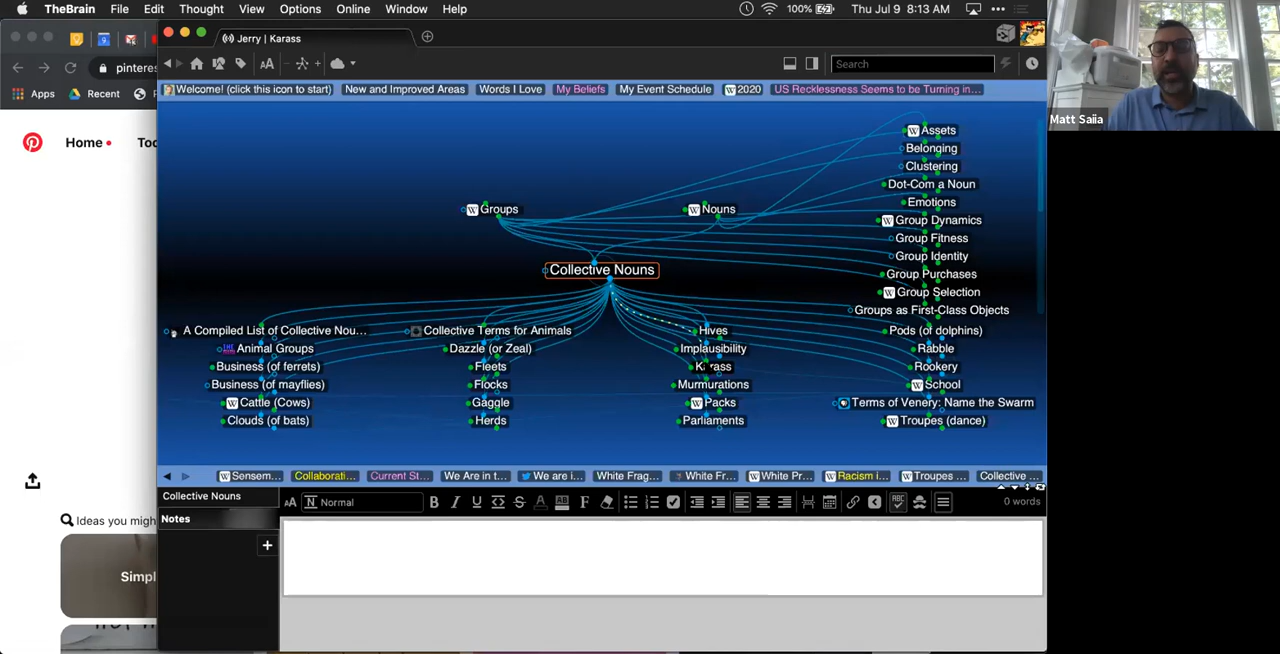 TheBrain File Edit Thought View Options Online Window Help
100% Thu Jul 9 8:13 AM
Jerry | Karass
pinteres
AA
Search
Apps Recent
Welcome! (click this icon to start) New and Improved Areas Words I Love My Beliefs My Event Schedule 2020 US Recklessness Seems to be Turning in...
Matt Saiia
Home
Toc
Assets
Belonging
Clustering
Dot-Com a Noun
Emotions
Groups
Nouns
Group Dynamics
Group Fitness
Group Identity
Collective Nouns
Group Purchases
Group Selection
Groups as First-Class Objects
A Compiled List of Collective Nou...
Animal Groups
Business (of ferrets)
Business (of mayflies)
Cattle (Cows)
Clouds (of bats)
Collective Terms for Animals
Dazzle (or Zeal)
Fleets
Flocks
Gaggle
Herds
Hives
Implausibility
Karass
Murmurations
Packs
Parliaments
Pods (of dolphins)
Rabble
Rookery
School
Terms of Venery: Name the Swarm
Troupes (dance)
Sensem... Collaborati... Current St... We Are in t... We are i... White Frag... White Fr... White Pr... Racism i... Troupes ... Collective ...
Collective Nouns
AA Normal B I U S A F ABC 0 words
Notes
Ideas you migh
Simpl